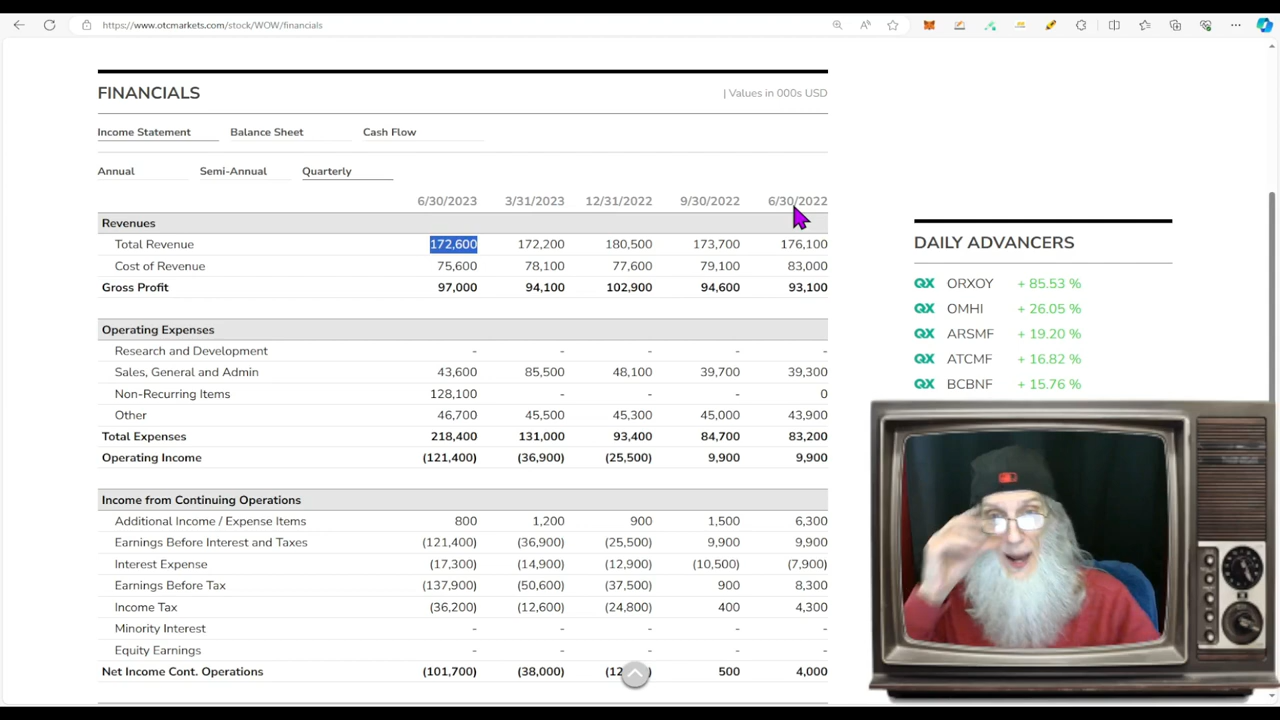 https://www.otcmarkets.com/stock/WOW/financials
FINANCIALS
| Values in 000s USD
Income Statement Balance Sheet Cash Flow
Annual Semi-Annual Quarterly
6/30/2023 3/31/2023 12/31/2022 9/30/2022 6/30/2022
Revenues
Total Revenue 172,600 172,200 180,500 173,700 176,100
Cost of Revenue 75,600 78,100 77,600 79,100 83,000
Gross Profit 97,000 94,100 102,900 94,600 93,100
Operating Expenses
Research and Development - - - - -
Sales, General and Admin 43,600 85,500 48,100 39,700 39,300
Non-Recurring Items 128,100 - - - 0
Other 46,700 45,500 45,300 45,000 43,900
Total Expenses 218,400 131,000 93,400 84,700 83,200
Operating Income (121,400) (36,900) (25,500) 9,900 9,900
Income from Continuing Operations
Additional Income / Expense Items 800 1,200 900 1,500 6,300
Earnings Before Interest and Taxes (121,400) (36,900) (25,500) 9,900 9,900
Interest Expense (17,300) (14,900) (12,900) (10,500) (7,900)
Earnings Before Tax (137,900) (50,600) (37,500) 900 8,300
Income Tax (36,200) (12,600) (24,800) 400 4,300
Minority Interest - - - - -
Equity Earnings - - - - -
Net Income Cont. Operations (101,700) (38,000) 500 4,000
DAILY ADVANCERS
QX ORXOY + 85.53 %
QX OMHI + 26.05 %
QX ARSMF + 19.20 %
QX ATCMF + 16.82 %
QX BCBNF + 15.76 %